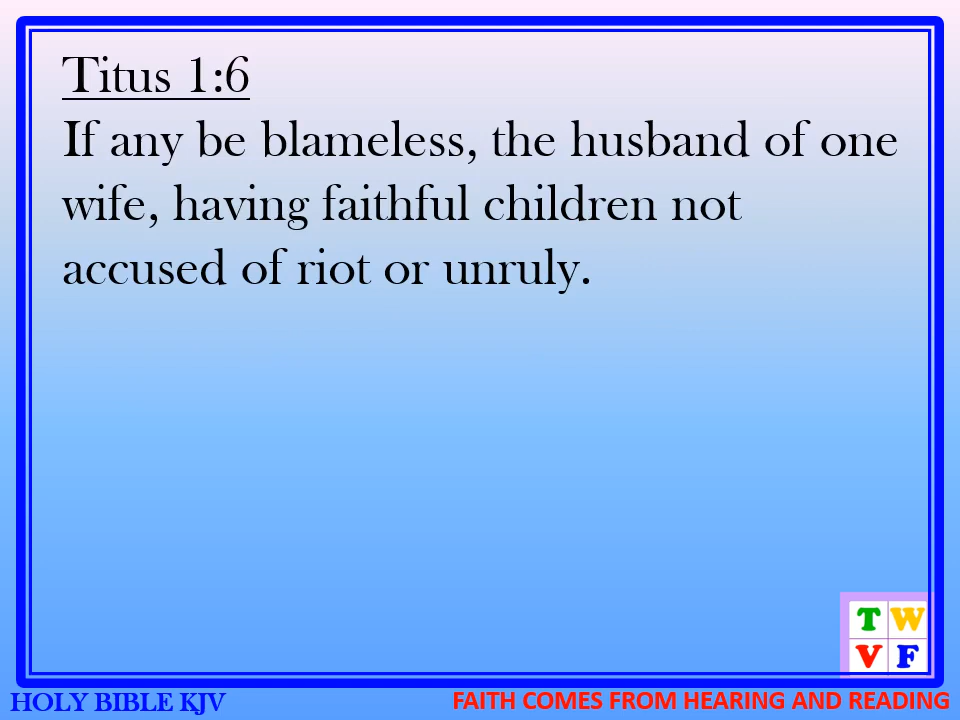 Titus 1:6
If any be blameless, the husband of one
wife, having faithful children not
accused of riot or unruly.
T W
V F
HOLY BIBLE KJV
FAITH COMES FROM HEARING AND READING